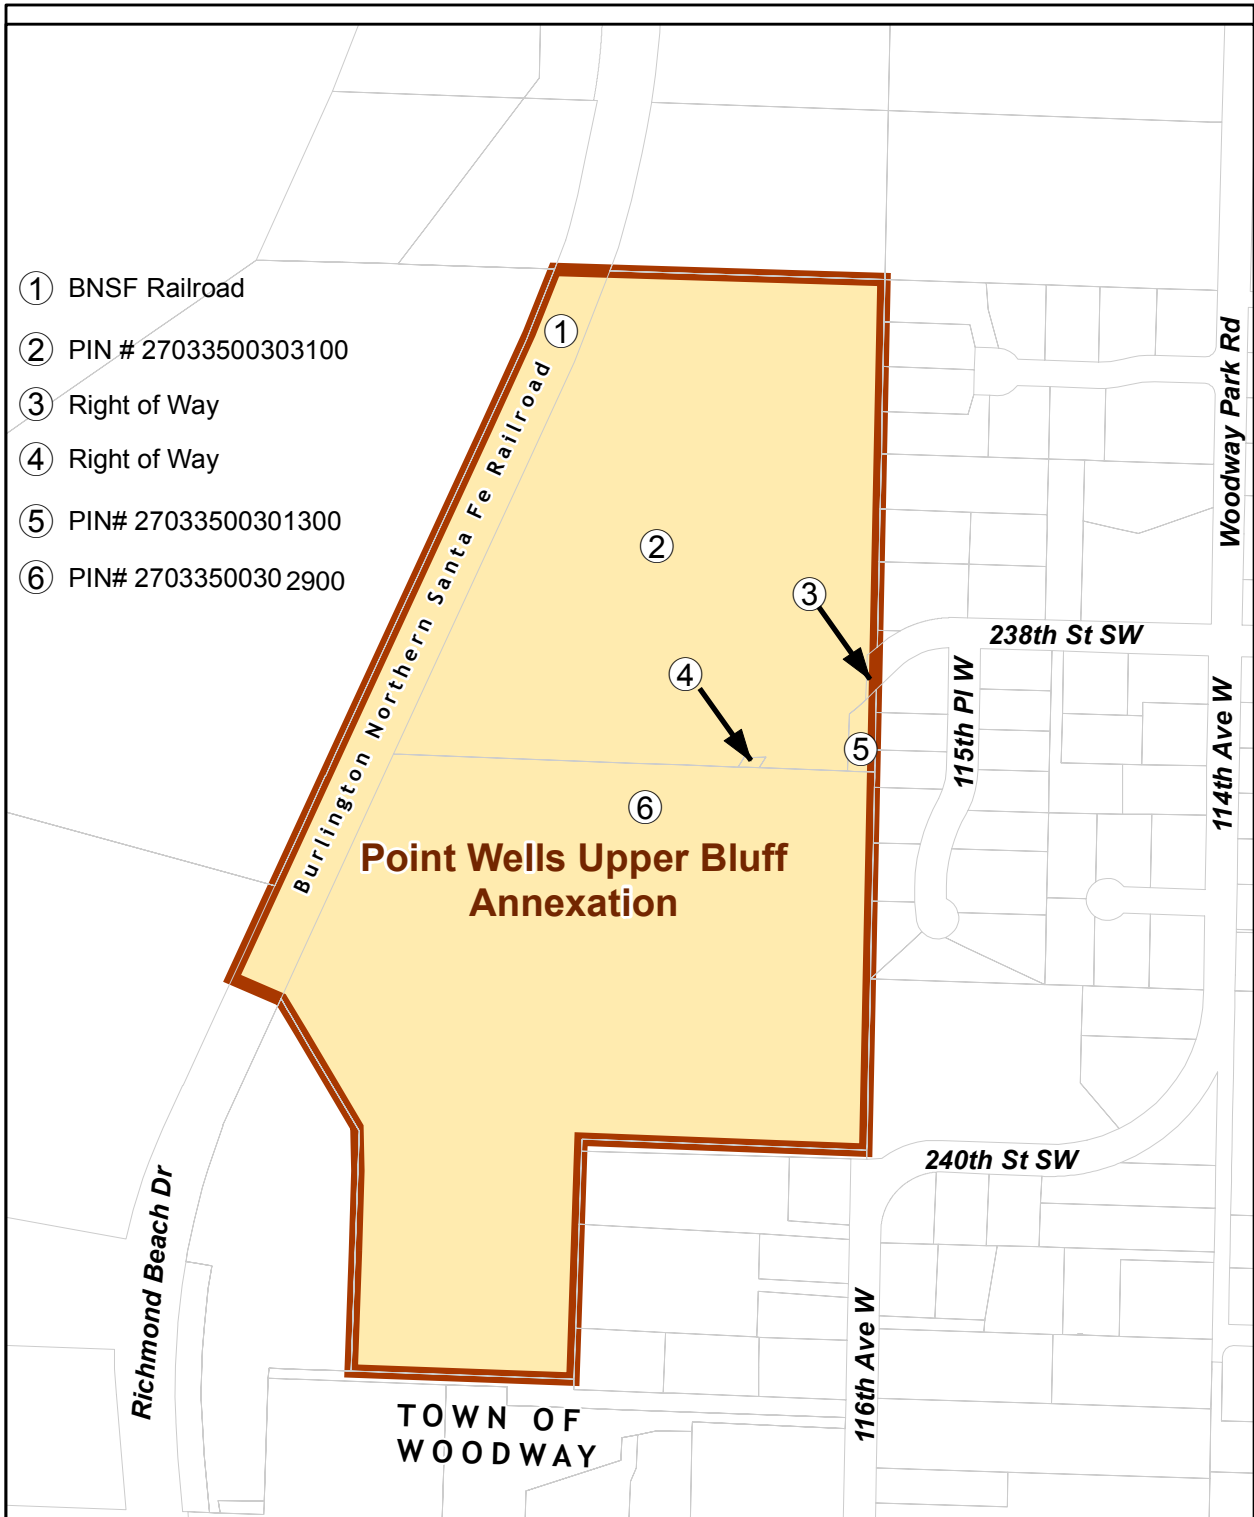 ① BNSF Railroad
② PIN # 27033500303100
③ Right of Way
④ Right of Way
⑤ PIN# 27033500301300
⑥ PIN# 2703350030 2900
①
Burlington Northern Santa Fe Railroad
②
③
④
⑤
⑥
Point Wells Upper Bluff
Annexation
Woodway Park Rd
238th St SW
115th Pl W
114th Ave W
240th St SW
116th Ave W
Richmond Beach Dr
TOWN OF
WOODWAY